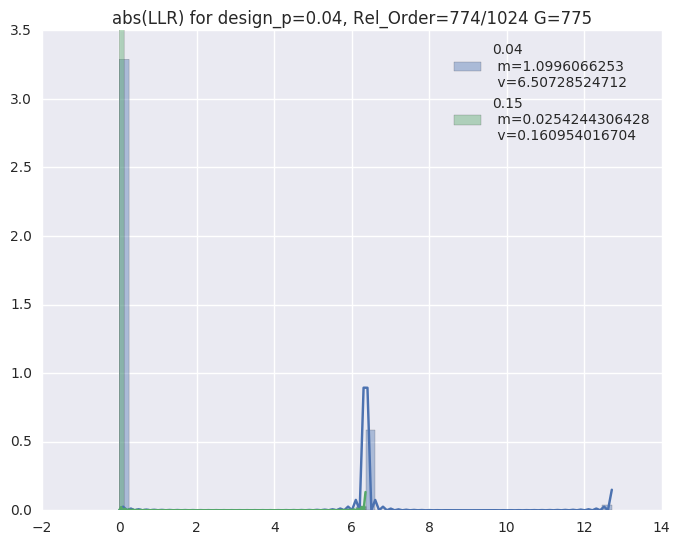 abs(LLR) for design_p=0.04, Rel_Order=774/1024 G=775
3.5
3.0
2.5
2.0
1.5
1.0
0.5
0.0
0.04
m=1.0996066253
v=6.50728524712
0.15
m=0.0254244306428
v=0.160954016704
−2 0 2 4 6 8 10 12 14